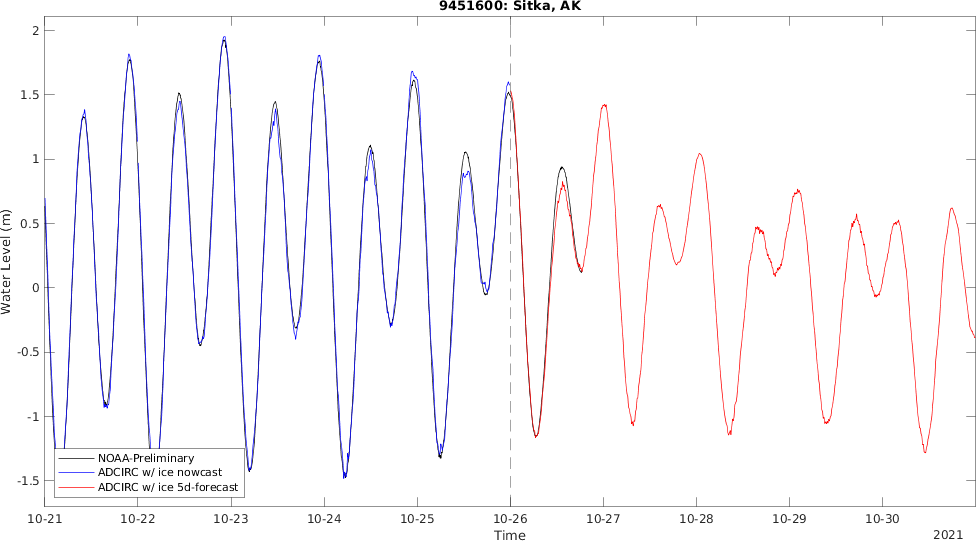 9451600: Sitka, AK
Water Level (m)
2
1.5
1
0.5
0
-0.5
-1
-1.5
NOAA-Preliminary
ADCIRC w/ ice nowcast
ADCIRC w/ ice 5d-forecast
10-21 10-22 10-23 10-24 10-25 10-26 10-27 10-28 10-29 10-30
Time
2021